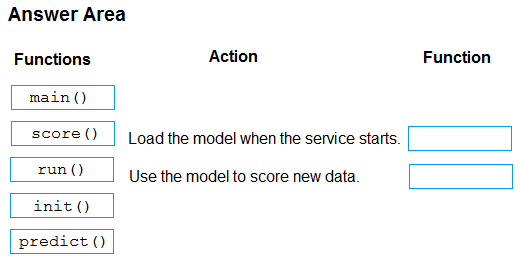 Answer Area
Functions Action Function
main()
score() Load the model when the service starts.
run() Use the model to score new data.
init()
predict()